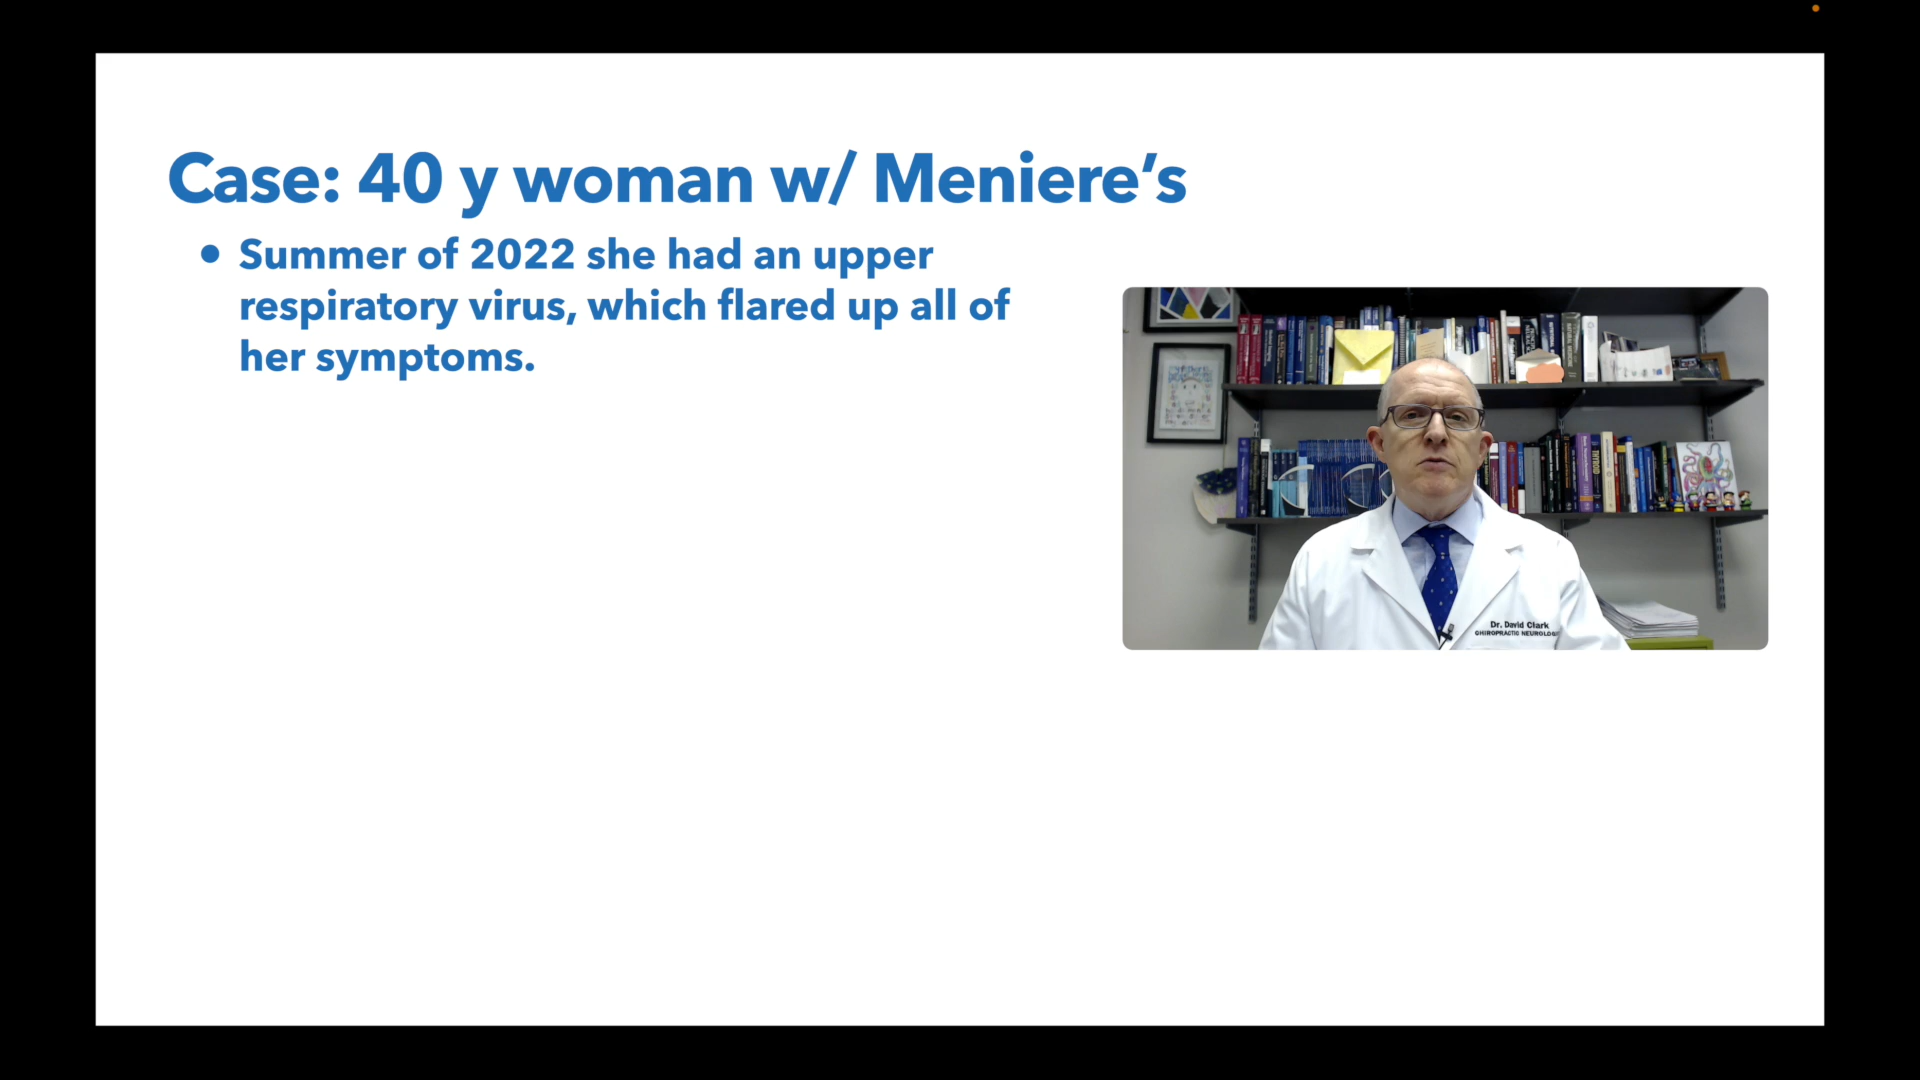 Case: 40 y woman w/ Meniere’s
• Summer of 2022 she had an upper
respiratory virus, which flared up all of
her symptoms.
Dr. David Clark
CHIROPRACTIC NEUROLOGI